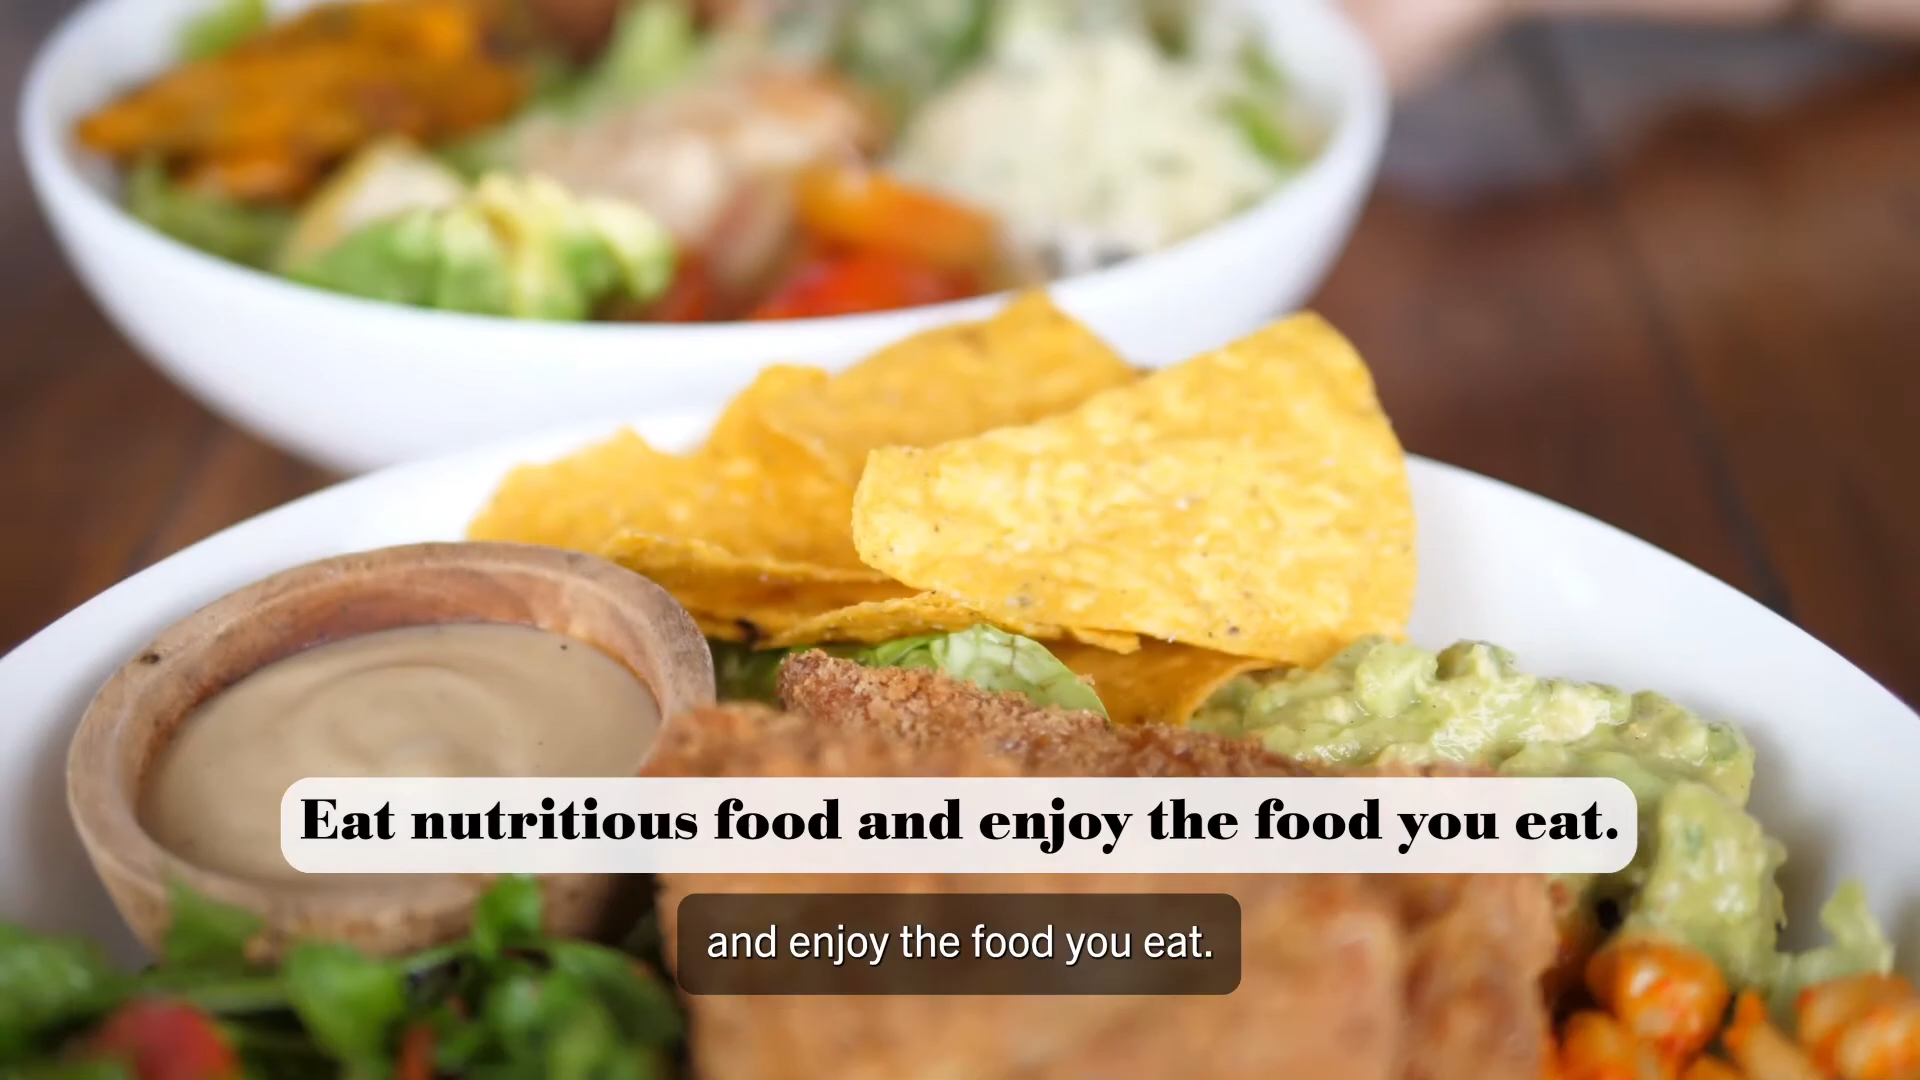 Eat nutritious food and enjoy the food you eat.
and enjoy the food you eat.